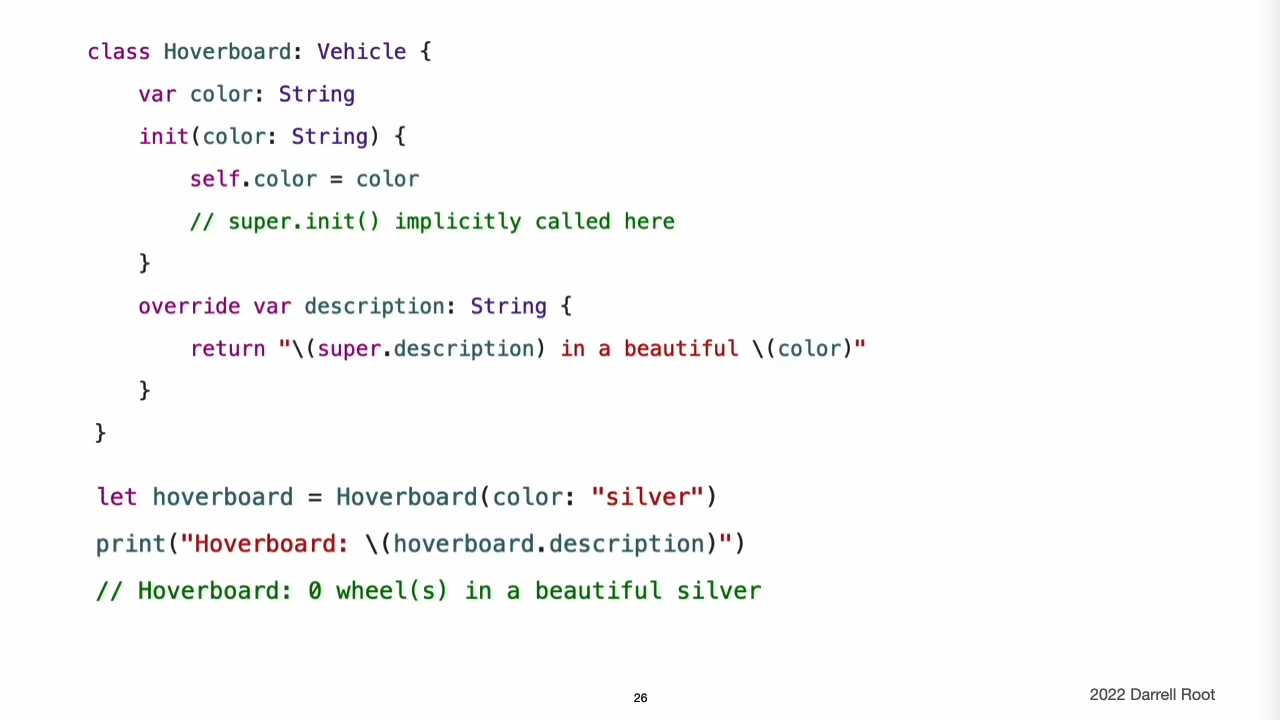 class Hoverboard: Vehicle {
    var color: String
    init(color: String) {
        self.color = color
        // super.init() implicitly called here
    }
    override var description: String {
        return "\(super.description) in a beautiful \(color)"
    }
}
let hoverboard = Hoverboard(color: "silver")
print("Hoverboard: \(hoverboard.description)")
// Hoverboard: 0 wheel(s) in a beautiful silver
26
2022 Darrell Root